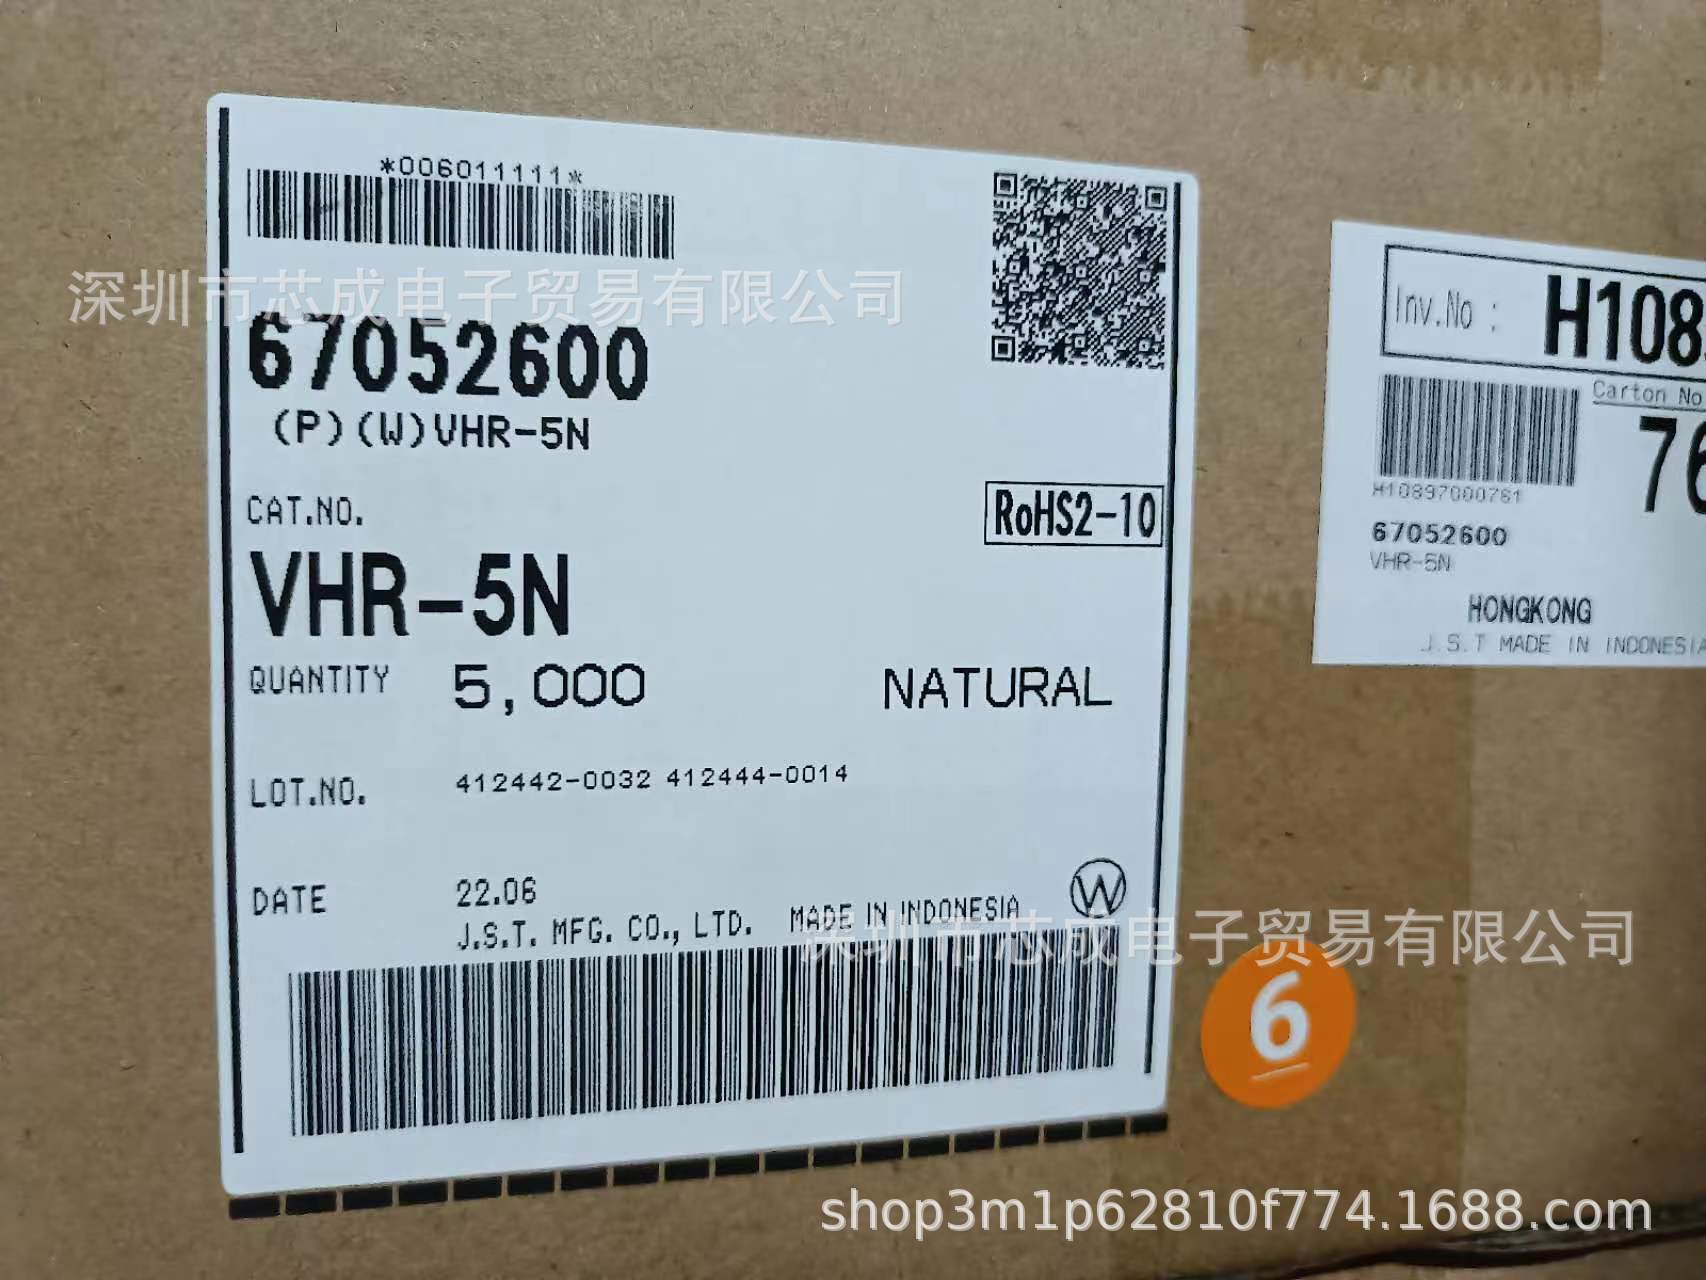 *006011111*
深圳市芯成电子贸易有限公司
67052600
(P)(W)VHR-5N
CAT.NO.
RoHS2-10
VHR-5N
QUANTITY 5,000 NATURAL
LOT.NO. 412442-0032 412444-0014
DATE 22.06
J.S.T. MFG. CO., LTD. MADE IN INDONESIA
W
深圳市芯成电子贸易有限公司
6
Inv.No : H108
Carton No
76
H10897000761
67052600
VHR-5N
HONGKONG
J.S.T MADE IN INDONESIA
shop3m1p62810f774.1688.com